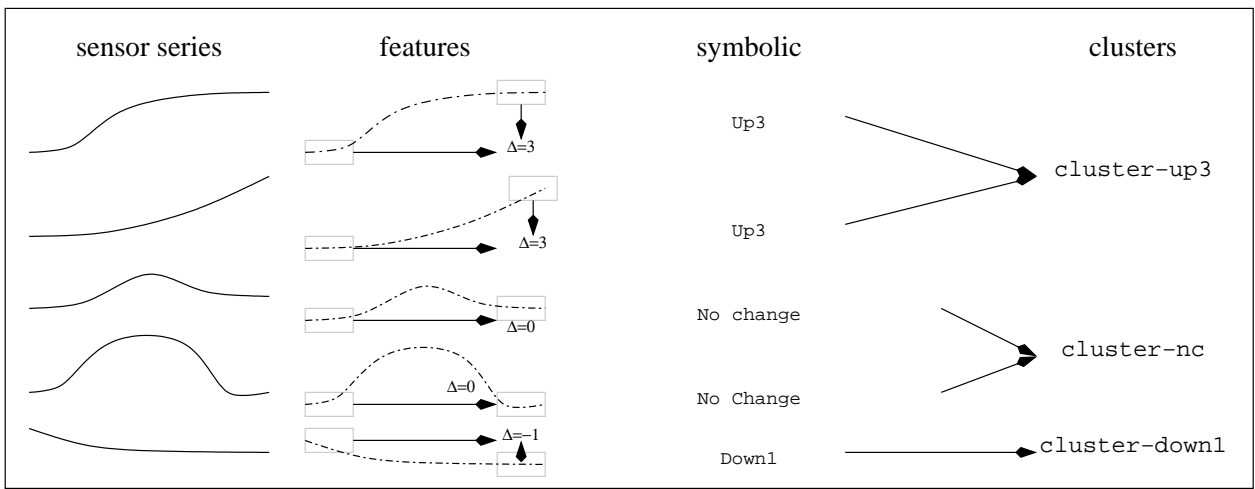 sensor series features symbolic clusters
Up3
Δ=3
cluster-up3
Up3
Δ=3
No change
Δ=0
cluster-nc
Δ=0
No Change
Δ=−1
cluster-down1
Down1